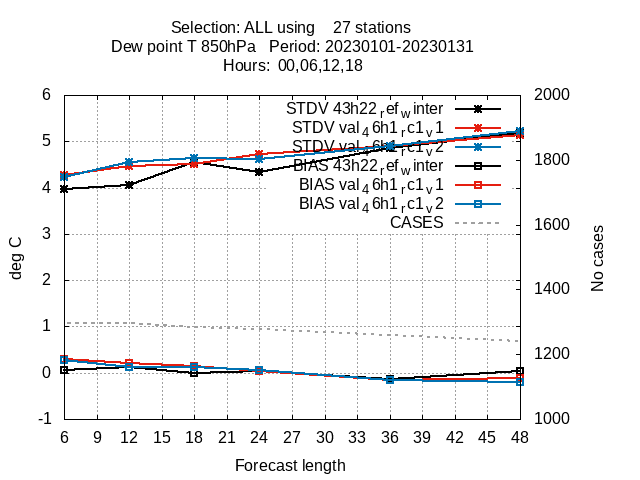 Selection: ALL using    27 stations
Dew point T 850hPa   Period: 20230101-20230131
Hours:  00,06,12,18
STDV 43h22_ref_winter
STDV val_46h1_rc1_v1
STDV val_46h1_rc1_v2
BIAS 43h22_ref_winter
BIAS val_46h1_rc1_v1
BIAS val_46h1_rc1_v2
CASES
deg C
6
5
4
3
2
1
0
-1
2000
1800
1600
1400
1200
1000
No cases
6 9 12 15 18 21 24 27 30 33 36 39 42 45 48
Forecast length